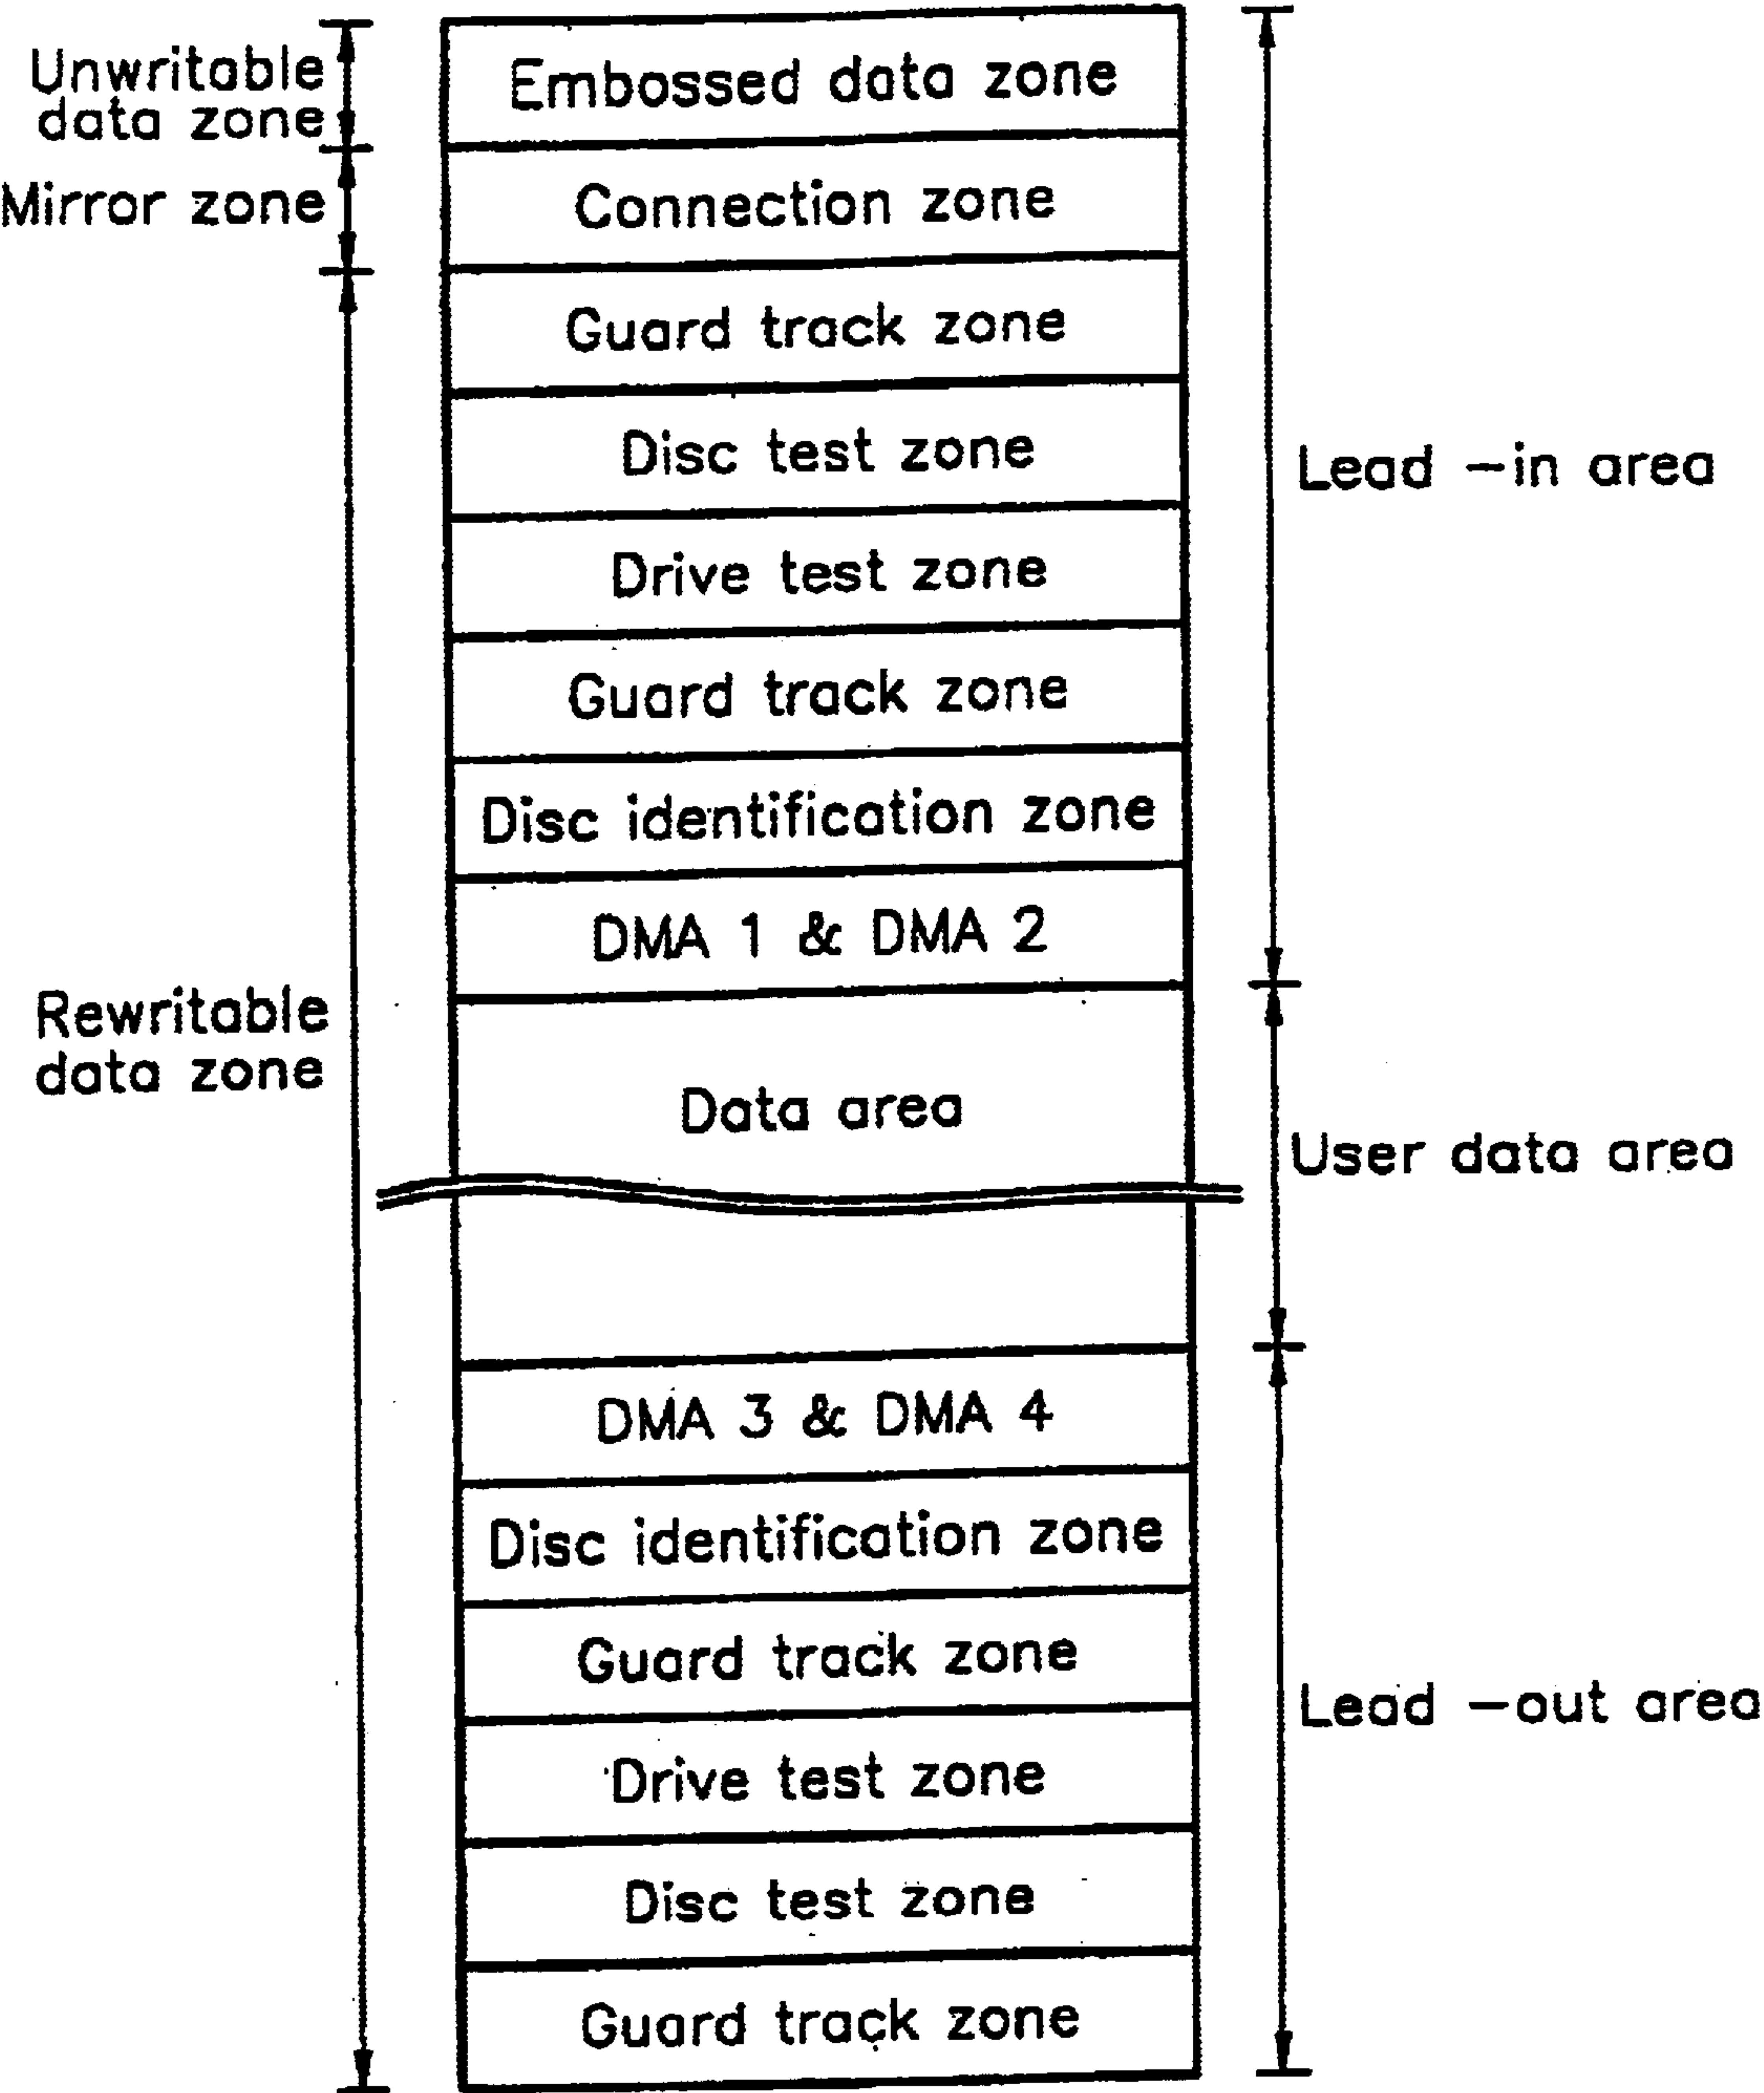 Unwritable
data zone
Mirror zone
Rewritable
data zone
Embossed data zone
Connection zone
Guard track zone
Disc test zone
Drive test zone
Guard track zone
Disc identification zone
DMA 1 & DMA 2
Data area
DMA 3 & DMA 4
Disc identification zone
Guard track zone
Drive test zone
Disc test zone
Guard track zone
Lead -in area
User data area
Lead -out area